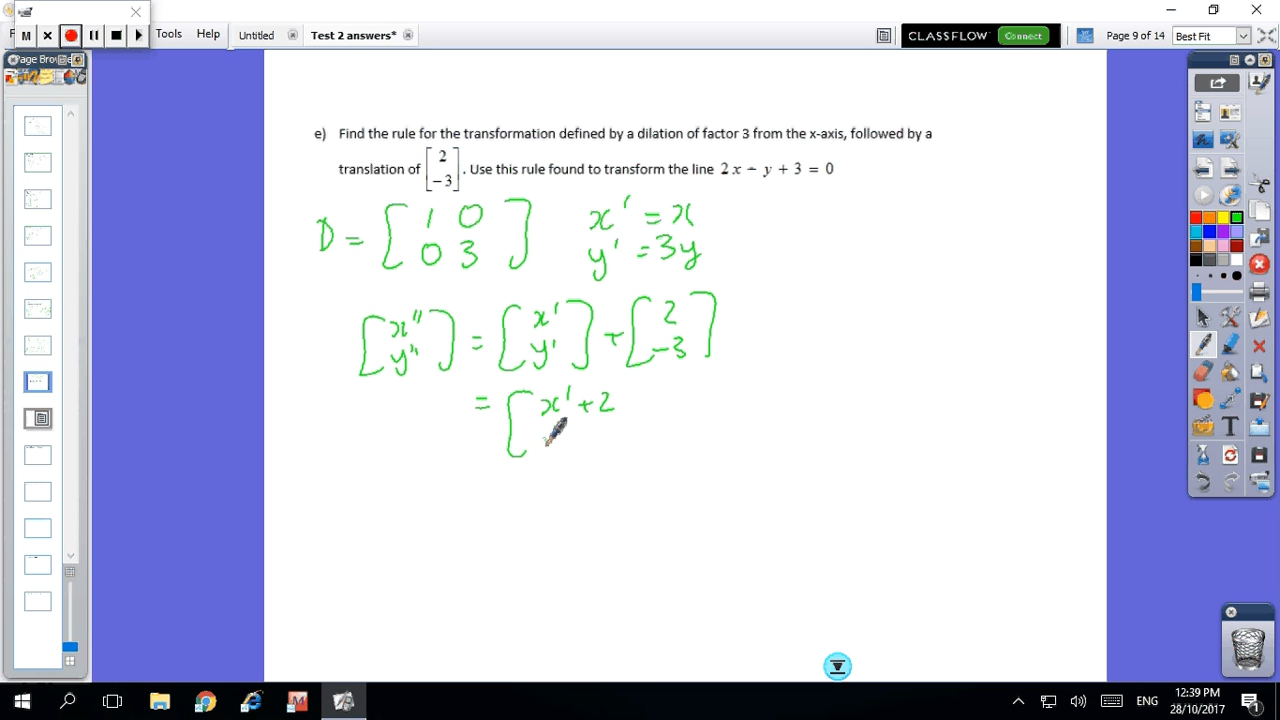 M
Tools Help
Untitled
Test 2 answers*
CLASSFLOW Connect
Page 9 of 14
Best Fit
Page Brow
e) Find the rule for the transformation defined by a dilation of factor 3 from the x-axis, followed by a
translation of [2 -3]. Use this rule found to transform the line 2x − y + 3 = 0
D = [1 0 0 3]
x' = x
y' = 3y
[x'' y''] = [x' y'] + [2 -3]
= [x' + 2
ENG
12:39 PM
28/10/2017